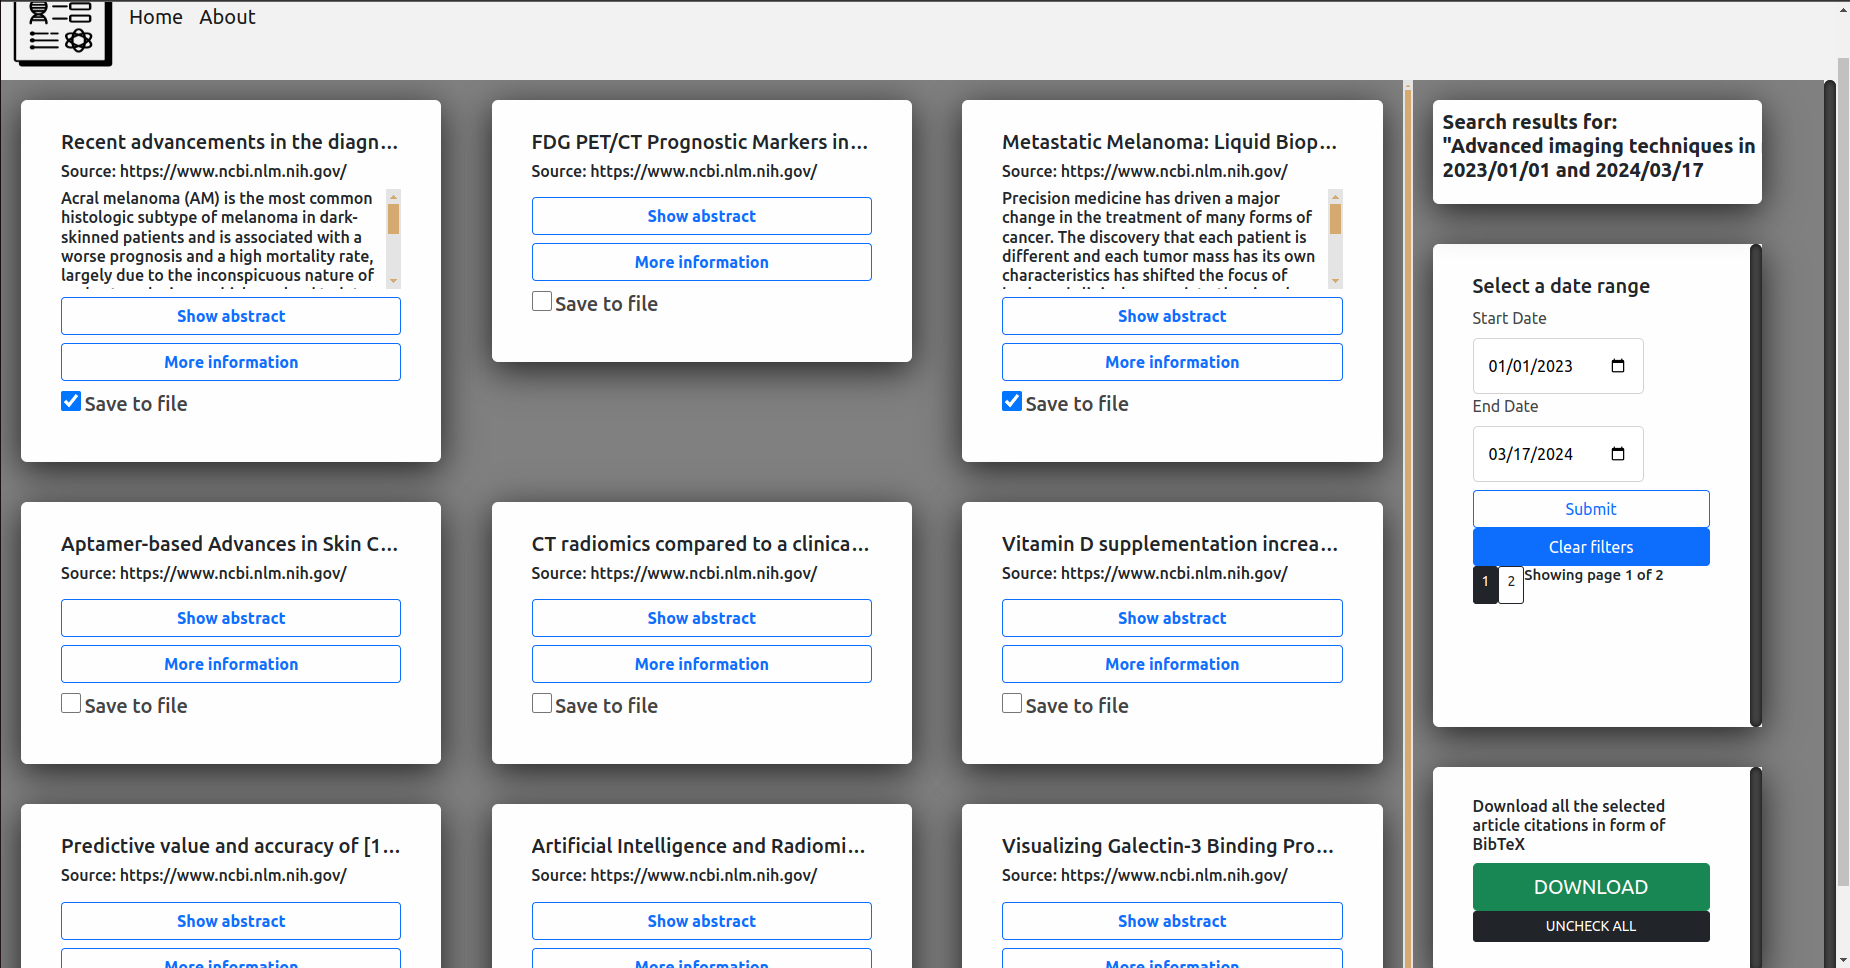 Home About
Recent advancements in the diagn...
Source: https://www.ncbi.nlm.nih.gov/
Acral melanoma (AM) is the most common
histologic subtype of melanoma in dark-
skinned patients and is associated with a
worse prognosis and a high mortality rate,
largely due to the inconspicuous nature of
Show abstract
More information
Save to file
FDG PET/CT Prognostic Markers in...
Source: https://www.ncbi.nlm.nih.gov/
Show abstract
More information
Save to file
Metastatic Melanoma: Liquid Biop...
Source: https://www.ncbi.nlm.nih.gov/
Precision medicine has driven a major
change in the treatment of many forms of
cancer. The discovery that each patient is
different and each tumor mass has its own
characteristics has shifted the focus of
Show abstract
More information
Save to file
Aptamer-based Advances in Skin C...
Source: https://www.ncbi.nlm.nih.gov/
Show abstract
More information
Save to file
CT radiomics compared to a clinica...
Source: https://www.ncbi.nlm.nih.gov/
Show abstract
More information
Save to file
Vitamin D supplementation increa...
Source: https://www.ncbi.nlm.nih.gov/
Show abstract
More information
Save to file
Predictive value and accuracy of [1...
Source: https://www.ncbi.nlm.nih.gov/
Show abstract
More information
Artificial Intelligence and Radiomi...
Source: https://www.ncbi.nlm.nih.gov/
Show abstract
More information
Visualizing Galectin-3 Binding Pro...
Source: https://www.ncbi.nlm.nih.gov/
Show abstract
More information
Search results for:
"Advanced imaging techniques in
2023/01/01 and 2024/03/17
Select a date range
Start Date
01/01/2023
End Date
03/17/2024
Submit
Clear filters
1 2 Showing page 1 of 2
Download all the selected
article citations in form of
BibTeX
DOWNLOAD
UNCHECK ALL